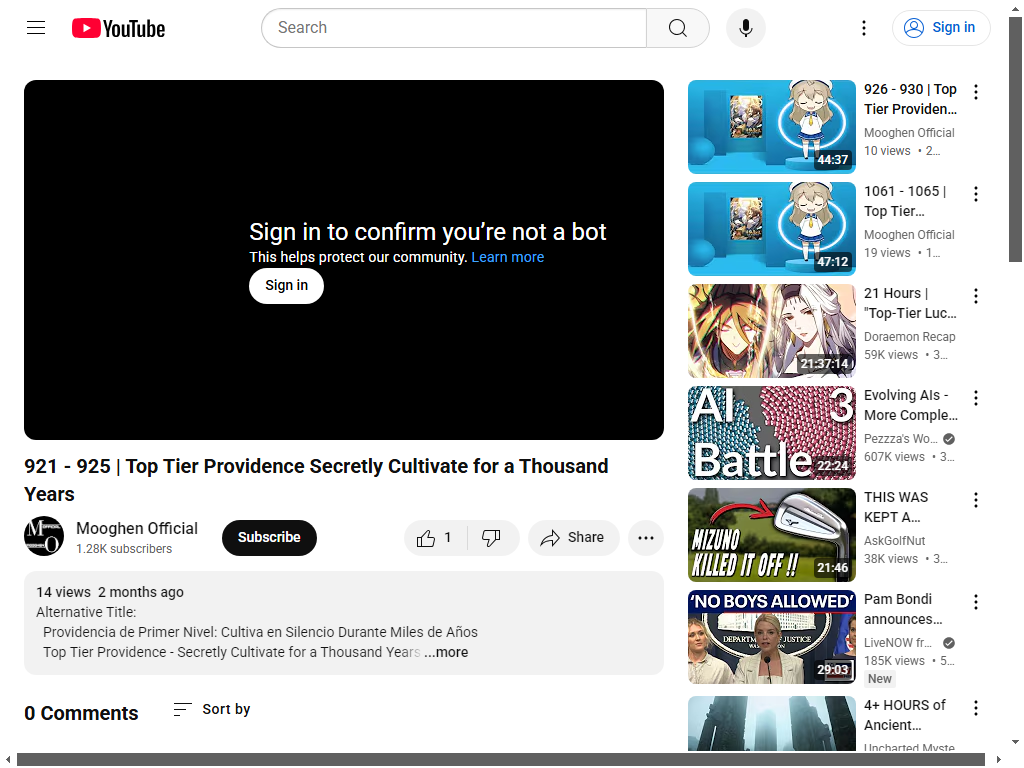 YouTube
Search
Sign in
Sign in to confirm you're not a bot
This helps protect our community. Learn more
Sign in
921 - 925 | Top Tier Providence Secretly Cultivate for a Thousand
Years
Mooghen Official
1.28K subscribers
Subscribe
1
Share
14 views 2 months ago
Alternative Title:
Providencia de Primer Nivel: Cultiva en Silencio Durante Miles de Años
Top Tier Providence - Secretly Cultivate for a Thousand Years ...more
0 Comments
Sort by
44:37
926 - 930 | Top
Tier Providen...
Mooghen Official
10 views • 2...
47:12
1061 - 1065 |
Top Tier...
Mooghen Official
19 views • 1...
21:37:14
21 Hours |
"Top-Tier Luc...
Doraemon Recap
59K views • 3...
AI 3
Battle
22:24
Evolving AIs -
More Comple...
Pezzza's Wo...
607K views • 3...
MIZUNO
KILLED IT OFF !!
21:46
THIS WAS
KEPT A...
AskGolfNut
38K views • 3...
'NO BOYS ALLOWED'
DEPARTMENT OF JUSTICE
WASHINGTON
29:03
Pam Bondi
announces...
LiveNOW fr...
185K views • 5...
New
4+ HOURS of
Ancient...
Uncharted Myste